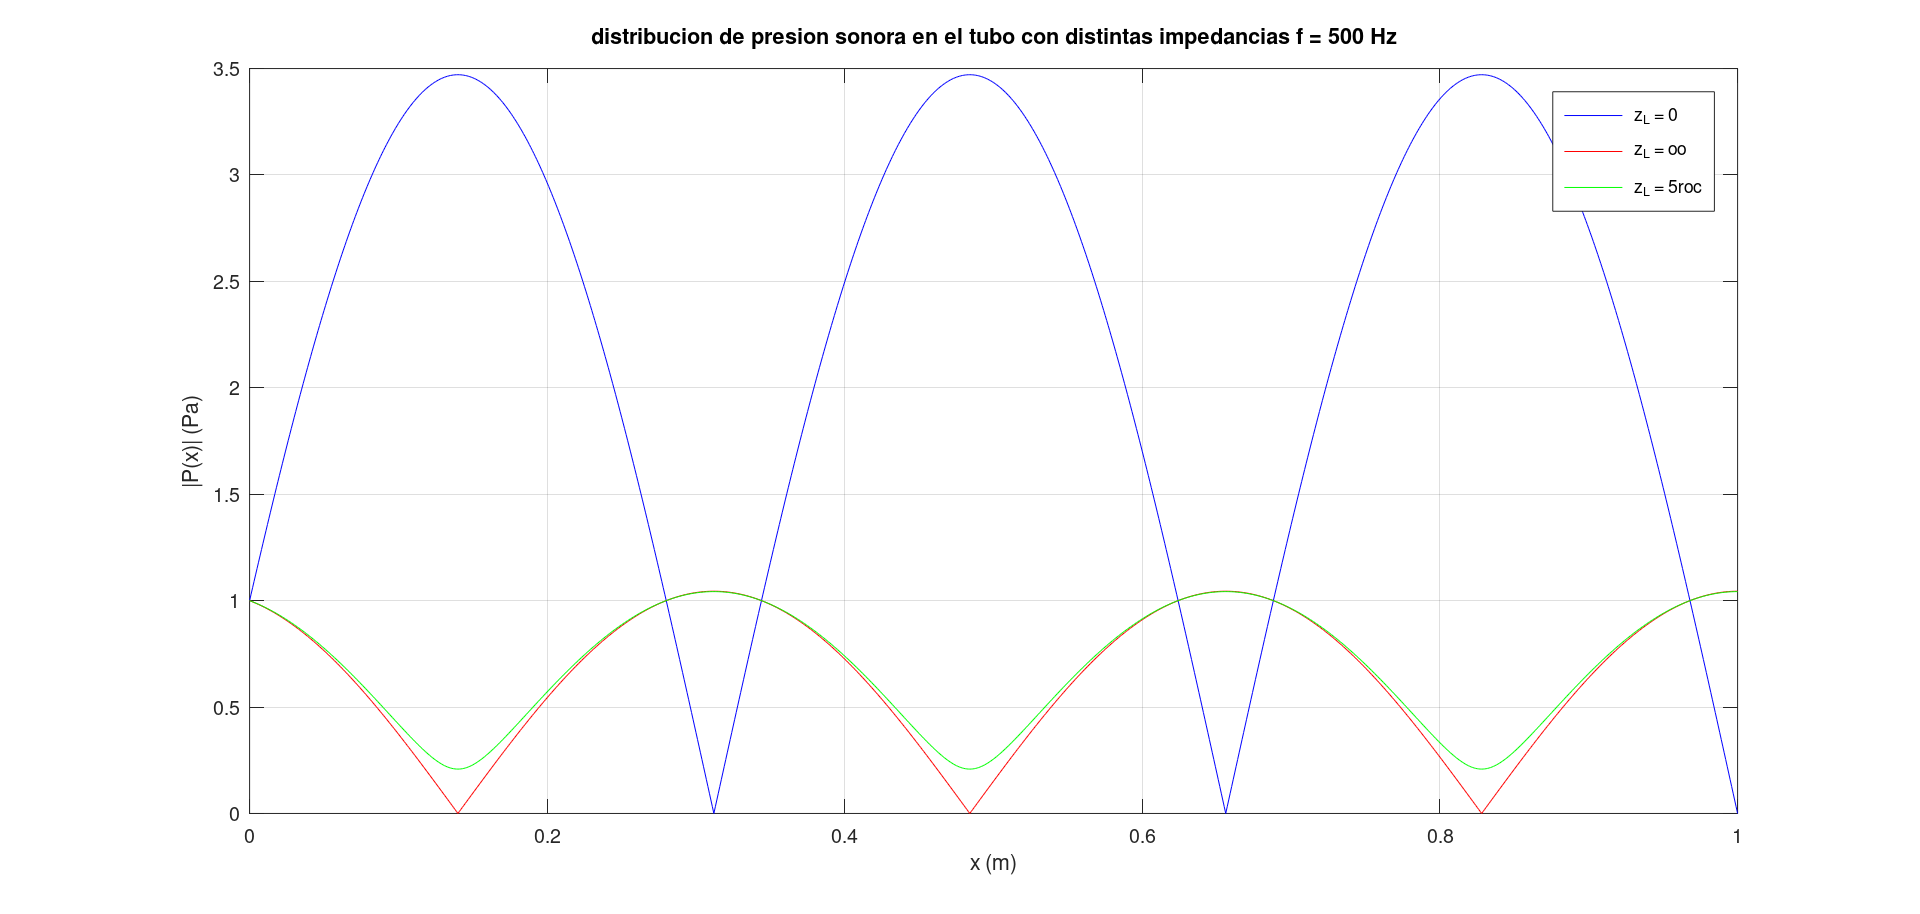 distribucion de presion sonora en el tubo con distintas impedancias f = 500 Hz
3.5
3
2.5
2
1.5
1
0.5
0
|P(x)| (Pa)
z_L = 0
z_L = oo
z_L = 5roc
0 0.2 0.4 0.6 0.8 1
x (m)